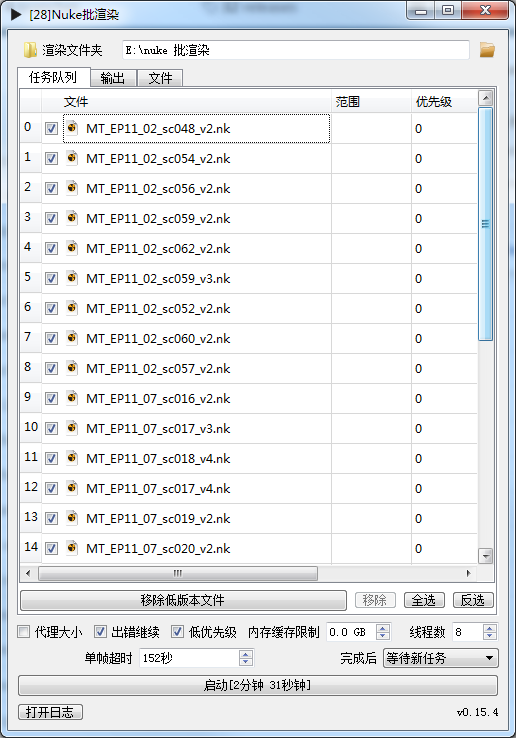 [28]Nuke批渲染
渲染文件夹 E:\nuke 批渲染
任务队列 输出 文件
文件 范围 优先级
0 MT_EP11_02_sc048_v2.nk 0
1 MT_EP11_02_sc054_v2.nk 0
2 MT_EP11_02_sc056_v2.nk 0
3 MT_EP11_02_sc059_v2.nk 0
4 MT_EP11_02_sc062_v2.nk 0
5 MT_EP11_02_sc059_v3.nk 0
6 MT_EP11_02_sc052_v2.nk 0
7 MT_EP11_02_sc060_v2.nk 0
8 MT_EP11_02_sc057_v2.nk 0
9 MT_EP11_07_sc016_v2.nk 0
10 MT_EP11_07_sc017_v3.nk 0
11 MT_EP11_07_sc018_v4.nk 0
12 MT_EP11_07_sc017_v4.nk 0
13 MT_EP11_07_sc019_v2.nk 0
14 MT_EP11_07_sc020_v2.nk 0
移除低版本文件 移除 全选 反选
代理大小 出错继续 低优先级 内存缓存限制 0.0 GB 线程数 8
单帧超时 152秒 完成后 等待新任务
启动[2分钟 31秒钟]
打开日志 v0.15.4